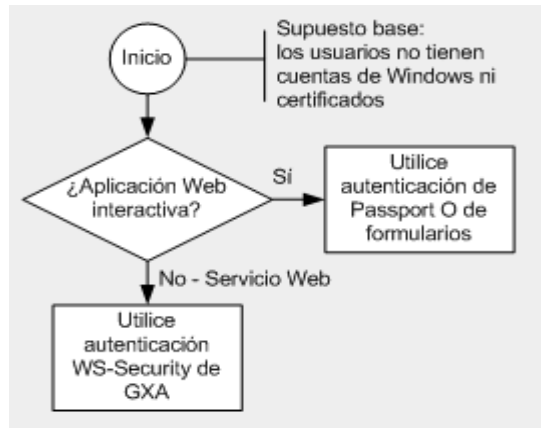 Inicio
Supuesto base:
los usuarios no tienen
cuentas de Windows ni
certificados
¿Aplicación Web
interactiva?
Sí
Utilice
autenticación de
Passport O de
formularios
No - Servicio Web
Utilice
autenticación
WS-Security de
GXA